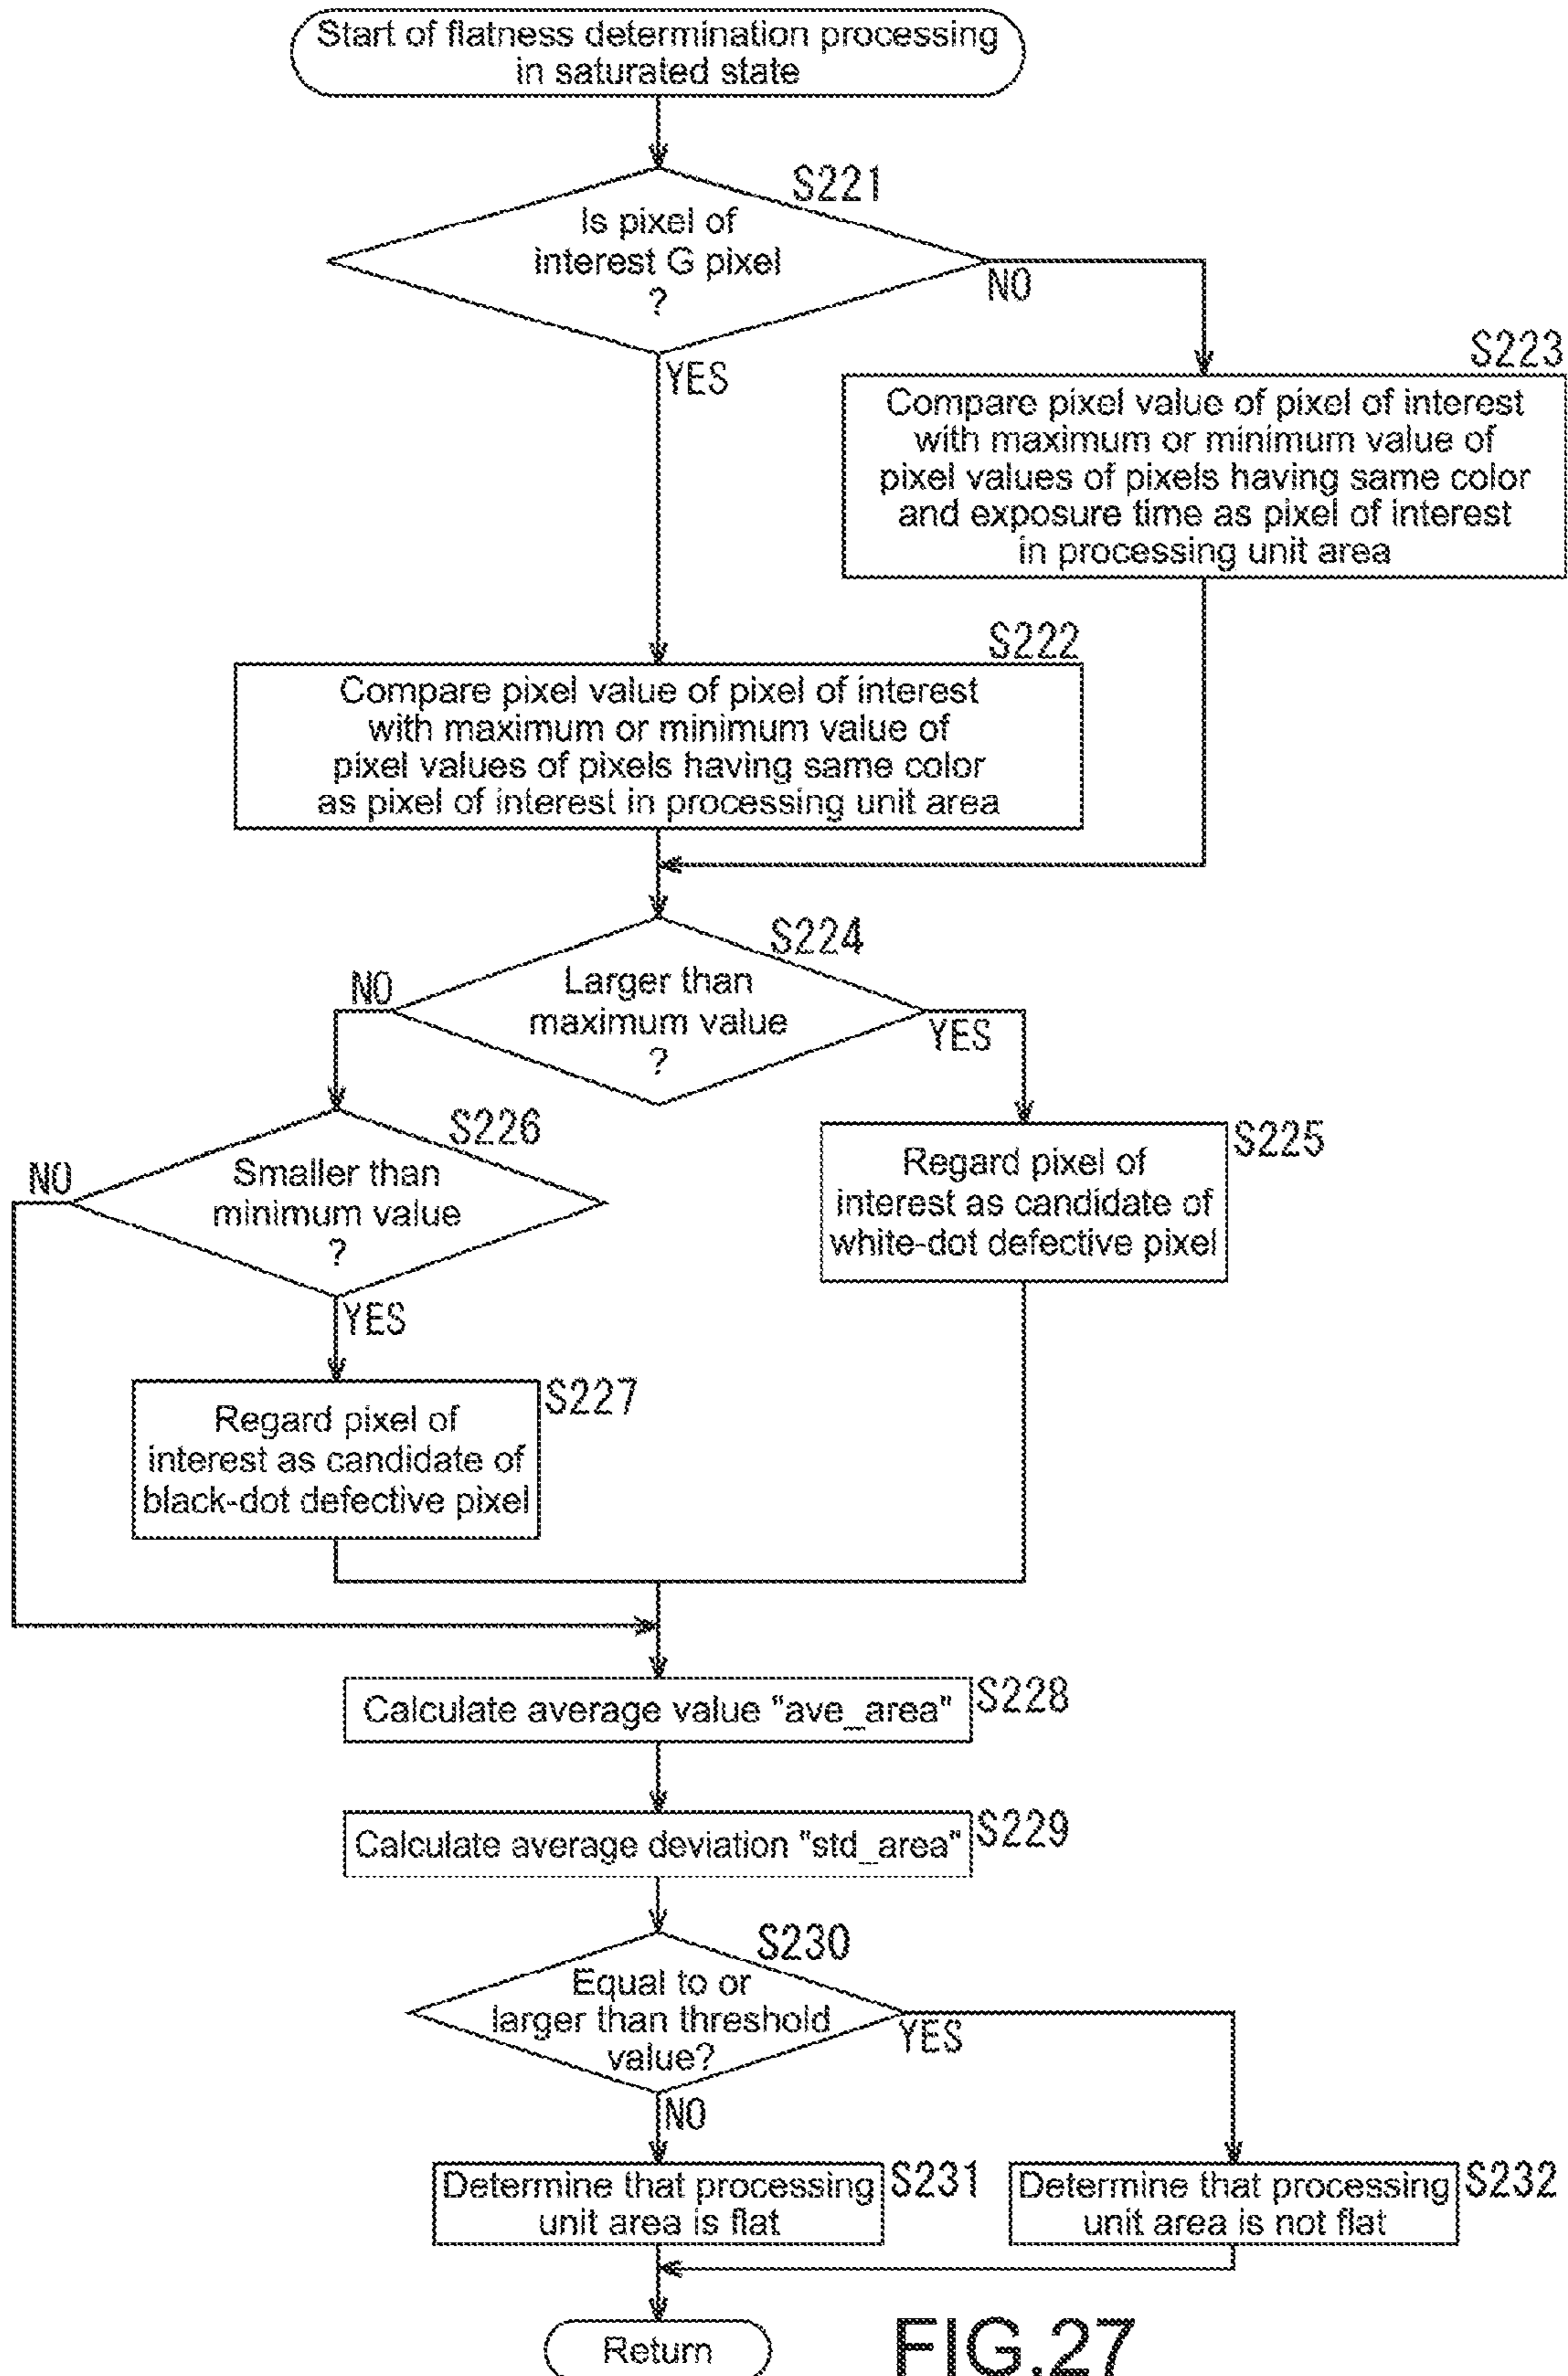 Start of flatness determination processing
in saturated state
S221
Is pixel of
interest G pixel
?
NO
YES
S223
Compare pixel value of pixel of interest
with maximum or minimum value of
pixel values of pixels having same color
and exposure time as pixel of interest
in processing unit area
S222
Compare pixel value of pixel of interest
with maximum or minimum value of
pixel values of pixels having same color
as pixel of interest in processing unit area
S224
Larger than
maximum value
?
NO
YES
S226
Smaller than
minimum value
?
NO
YES
S225
Regard pixel of
interest as candidate of
white-dot defective pixel
S227
Regard pixel of
interest as candidate of
black-dot defective pixel
Calculate average value "ave_area"
S228
Calculate average deviation "std_area"
S229
S230
Equal to or
larger than threshold
value?
YES
NO
Determine that processing
unit area is flat
S231
Determine that processing
unit area is not flat
S232
Return
FIG.27